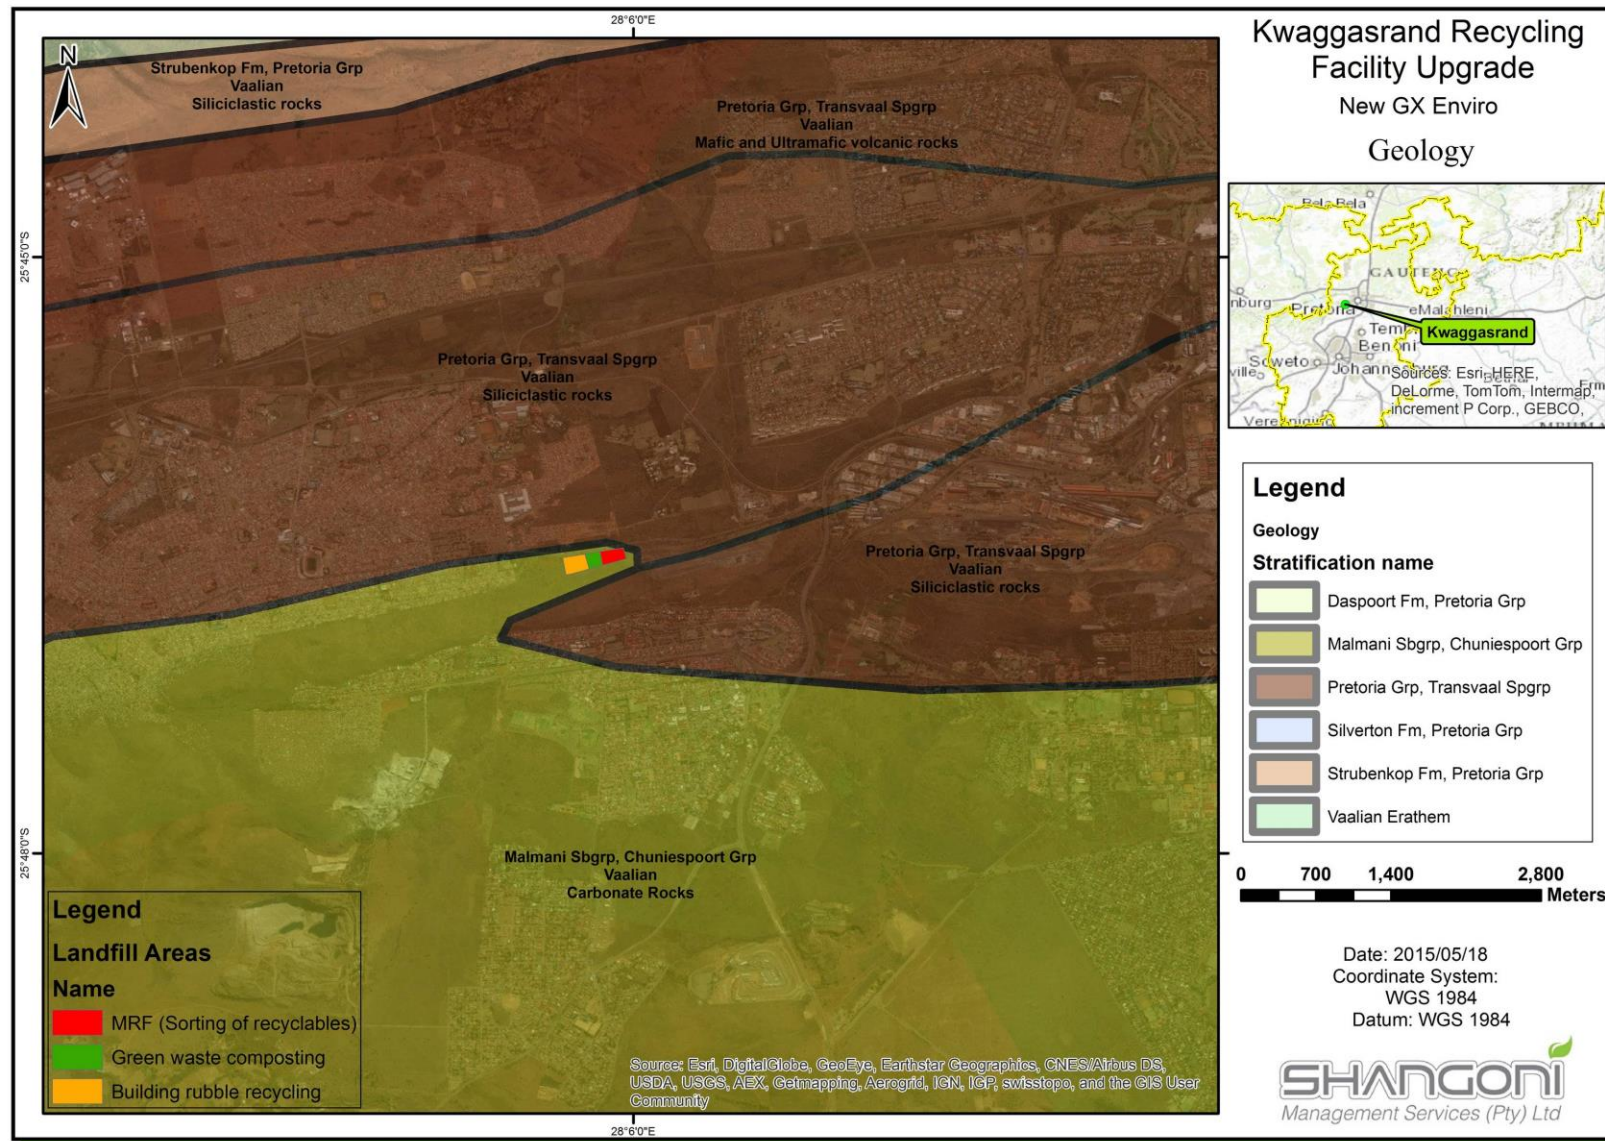 28°6'0"E
N
Strubenkop Fm, Pretoria Grp
Vaalian
Siliciclastic rocks
Pretoria Grp, Transvaal Spgrp
Vaalian
Mafic and Ultramafic volcanic rocks
25°45'0"S
Pretoria Grp, Transvaal Spgrp
Vaalian
Siliciclastic rocks
Pretoria Grp, Transvaal Spgrp
Vaalian
Siliciclastic rocks
25°48'0"S
Malmani Sbgrp, Chuniespoort Grp
Vaalian
Carbonate Rocks
Legend
Landfill Areas
Name
MRF (Sorting of recyclables)
Green waste composting
Building rubble recycling
Source: Esri, DigitalGlobe, GeoEye, Earthstar Geographics, CNES/Airbus DS,
USDA, USGS, AEX, Getmapping, Aerogrid, IGN, IGP, swisstopo, and the GIS User
Community
28°6'0"E
Kwaggasrand Recycling
Facility Upgrade
New GX Enviro
Geology
Bela-Bela
GAUTENG
nburg
Pretoria
eMalahleni
Kwaggasrand
Soweto
ville
Sources: Esri, HERE,
DeLorme, TomTom, Intermap,
increment P Corp., GEBCO,
Legend
Geology
Stratification name
Daspoort Fm, Pretoria Grp
Malmani Sbgrp, Chuniespoort Grp
Pretoria Grp, Transvaal Spgrp
Silverton Fm, Pretoria Grp
Strubenkop Fm, Pretoria Grp
Vaalian Erathem
0 700 1,400 2,800
Meters
Date: 2015/05/18
Coordinate System:
WGS 1984
Datum: WGS 1984
SHANGONI
Management Services (Pty) Ltd